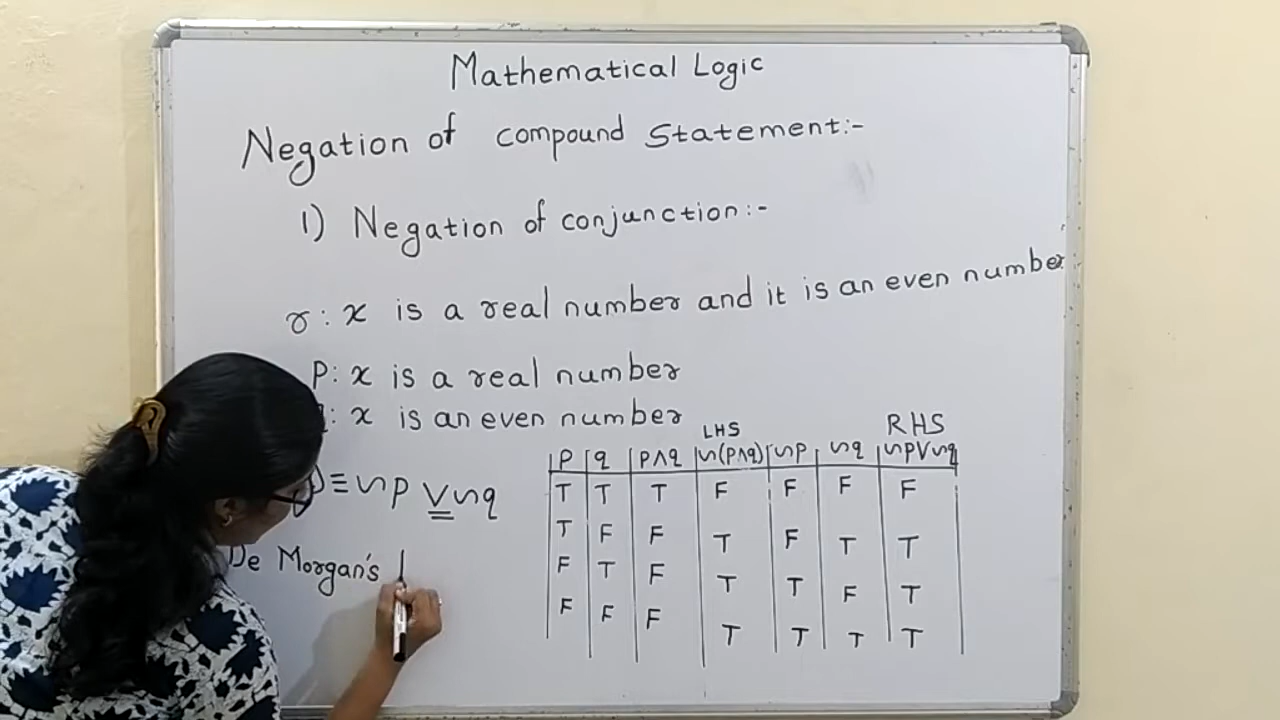 Mathematical Logic
Negation of compound Statement:-
1) Negation of conjunction:-
r: x is a real number and it is an even number
P: x is a real number
: x is an even number
≡ ~p ∨ ~q
De Morgan's
LHS RHS
p q p∧q ~(p∧q) ~p ~q ~p∨~q
T T T F F F F
T F F T F T T
F T F T T F T
F F F T T T T